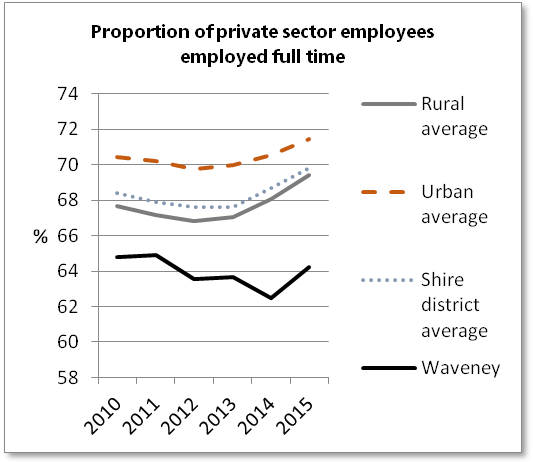 Proportion of private sector employees
employed full time
74
72
70
68
66
64
62
60
58
%
2010
2011
2012
2013
2014
2015
Rural
average
Urban
average
Shire
district
average
Waveney